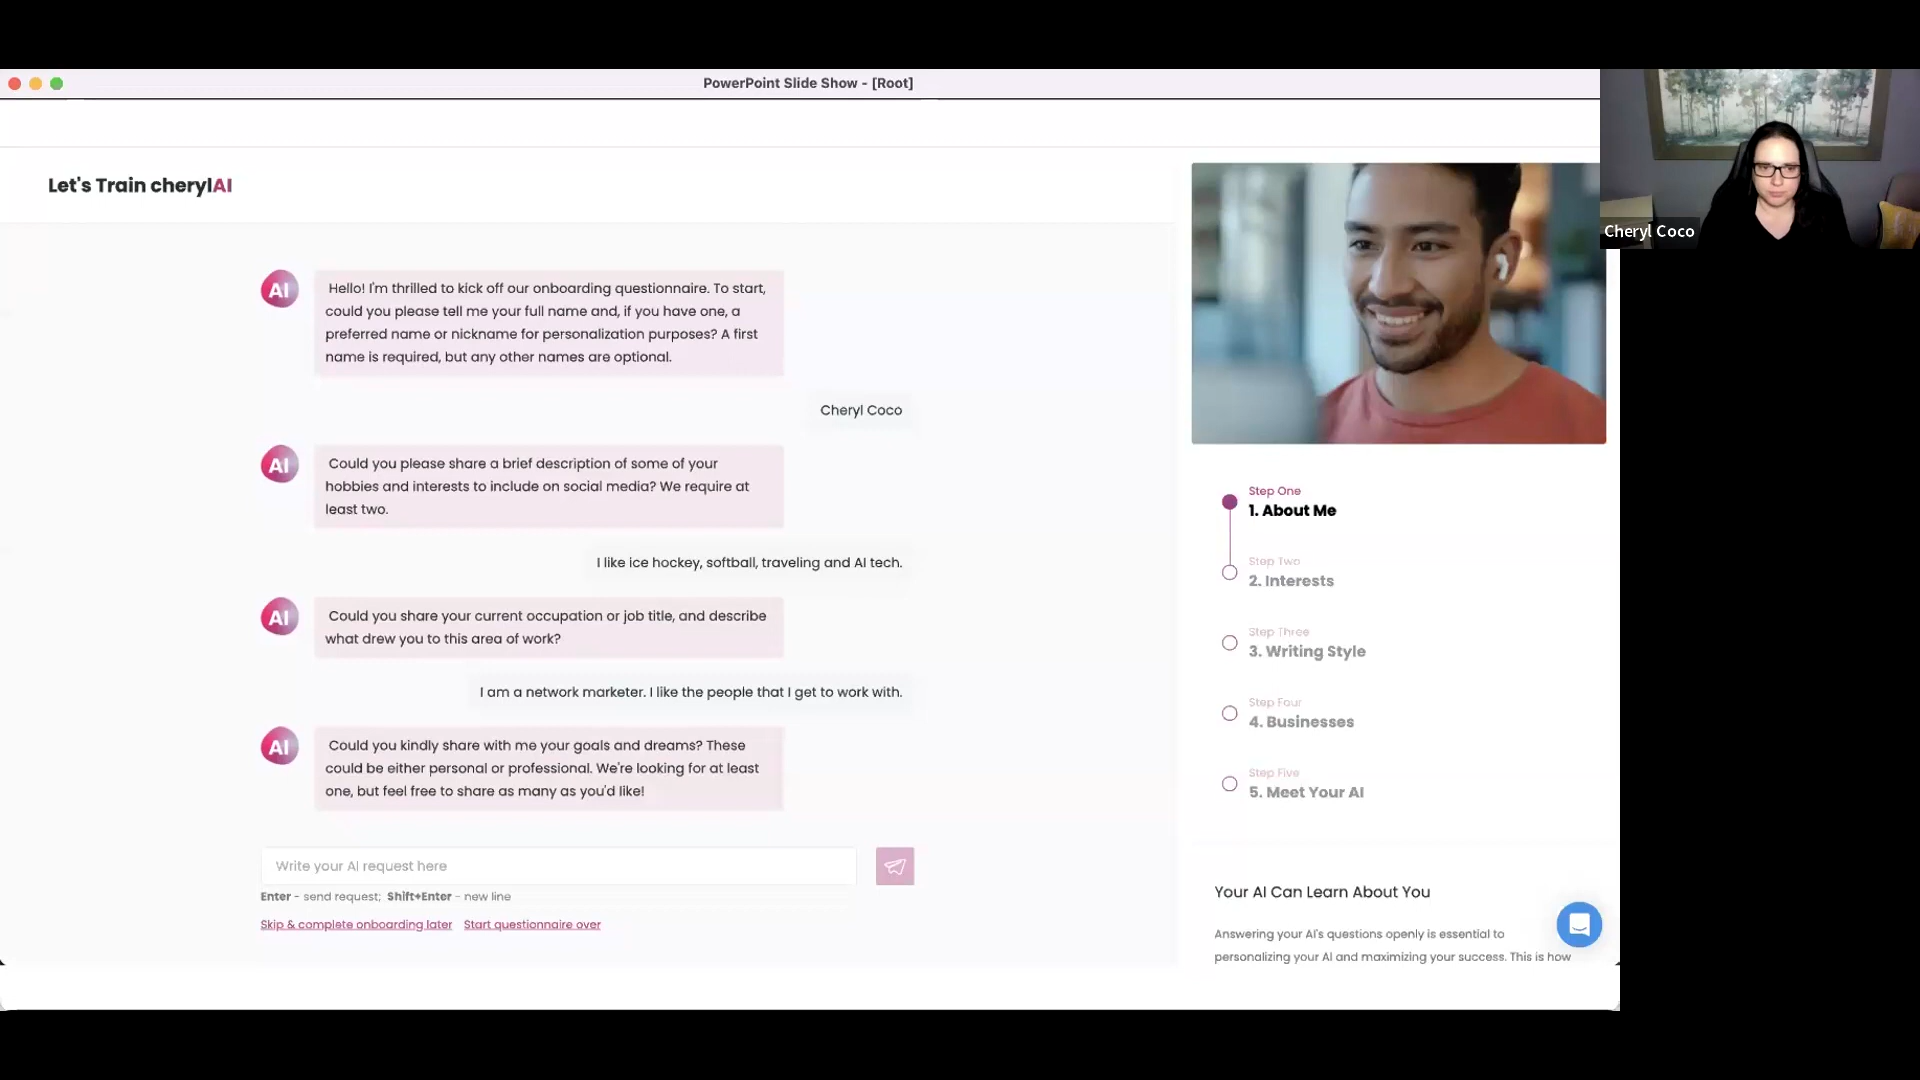 PowerPoint Slide Show - [Root]
Cheryl Coco
Let's Train cherylAI
AI
Hello! I'm thrilled to kick off our onboarding questionnaire. To start,
could you please tell me your full name and, if you have one, a
preferred name or nickname for personalization purposes? A first
name is required, but any other names are optional.
Cheryl Coco
AI
Could you please share a brief description of some of your
hobbies and interests to include on social media? We require at
least two.
I like ice hockey, softball, traveling and AI tech.
AI
Could you share your current occupation or job title, and describe
what drew you to this area of work?
I am a network marketer. I like the people that I get to work with.
AI
Could you kindly share with me your goals and dreams? These
could be either personal or professional. We're looking for at least
one, but feel free to share as many as you'd like!
Write your AI request here
Enter - send request; Shift+Enter - new line
Skip & complete onboarding later Start questionnaire over
Step One
1. About Me
Step Two
2. Interests
Step Three
3. Writing Style
Step Four
4. Businesses
Step Five
5. Meet Your AI
Your AI Can Learn About You
Answering your AI's questions openly is essential to
personalizing your AI and maximizing your success. This is how